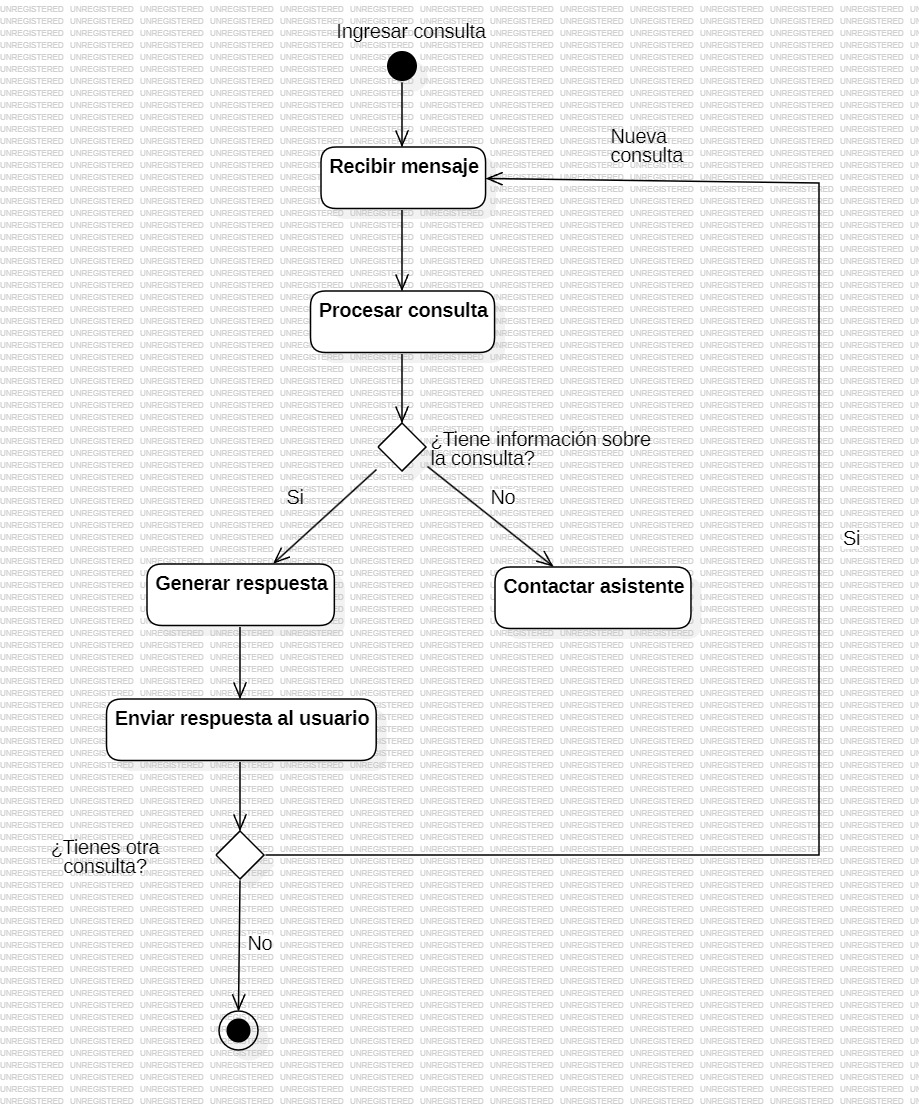 Ingresar consulta
Recibir mensaje
Nueva
consulta
Procesar consulta
¿Tiene información sobre
la consulta?
Si
No
Si
Generar respuesta
Contactar asistente
Enviar respuesta al usuario
¿Tienes otra
consulta?
No
UNREGISTERED